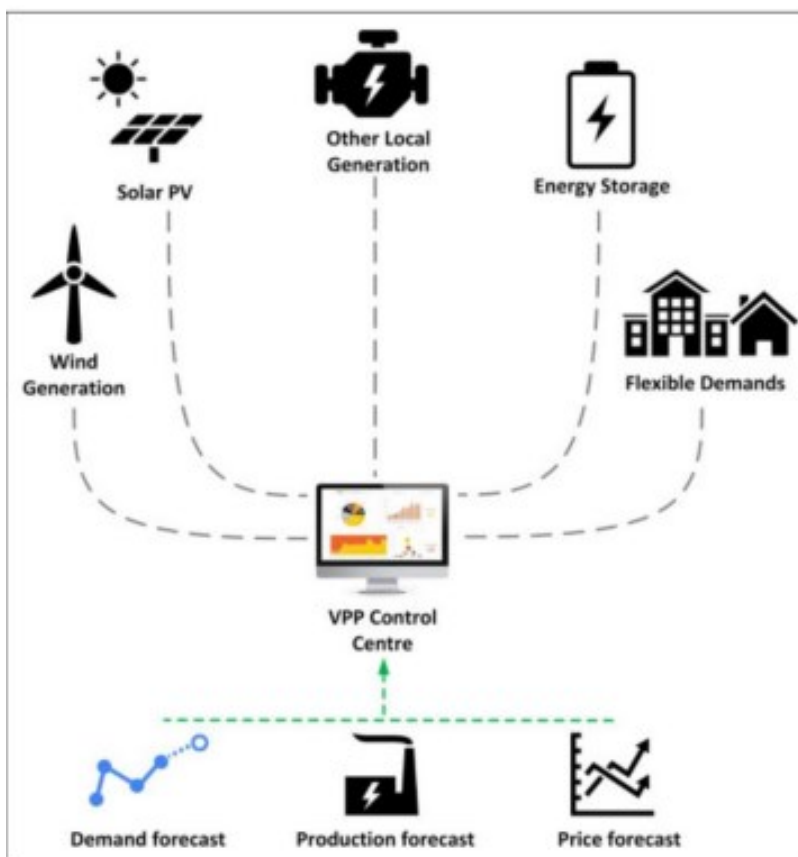 Other Local
Generation
Solar PV
Energy Storage
Wind
Generation
Flexible Demands
VPP Control
Centre
Demand forecast
Production forecast
Price forecast